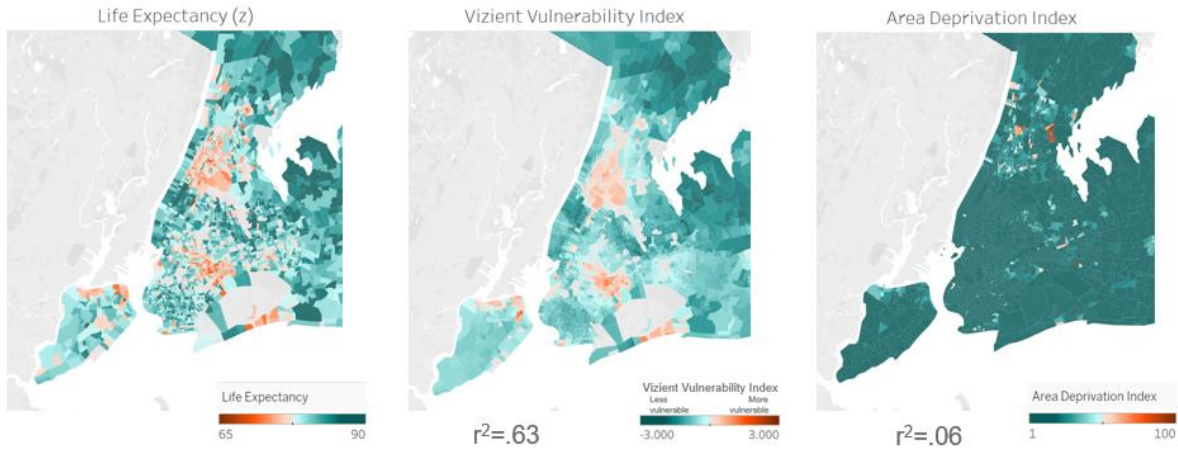 Life Expectancy (z)
Vizient Vulnerability Index
Area Deprivation Index
Life Expectancy
65 90
Vizient Vulnerability Index
Less vulnerable More vulnerable
-3.000 3.000
r²=.63
Area Deprivation Index
1 100
r²=.06